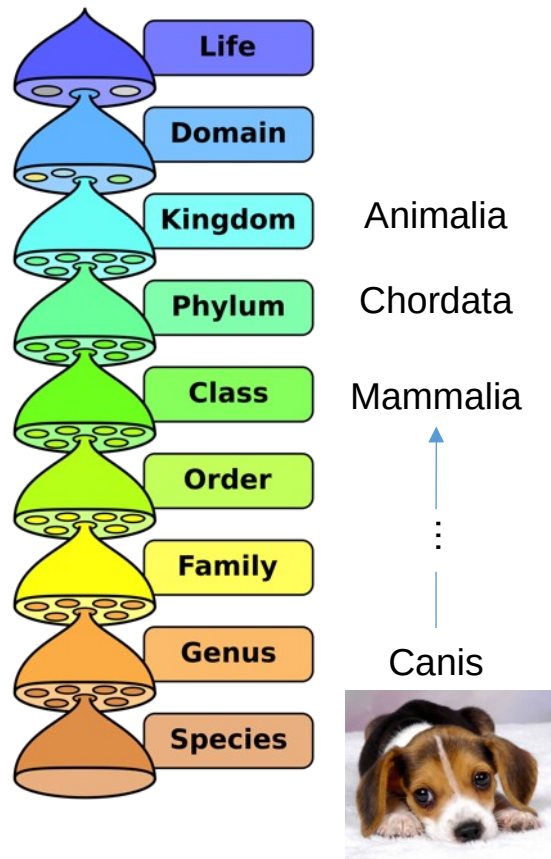 Life
Domain
Kingdom Animalia
Phylum Chordata
Class Mammalia
Order
...
Family
Genus Canis
Species